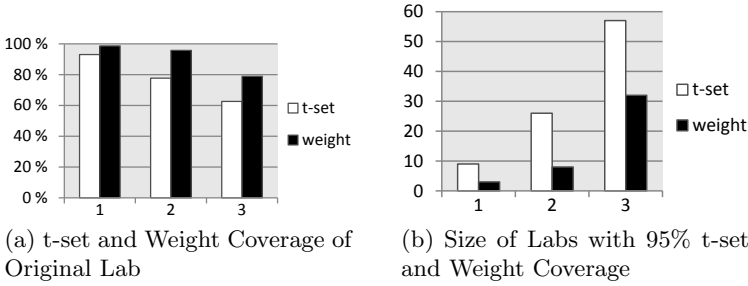 100 %
80 %
60 %
40 %
20 %
0 %
1 2 3
t-set
weight
(a) t-set and Weight Coverage of
Original Lab
60
50
40
30
20
10
0
1 2 3
t-set
weight
(b) Size of Labs with 95% t-set
and Weight Coverage